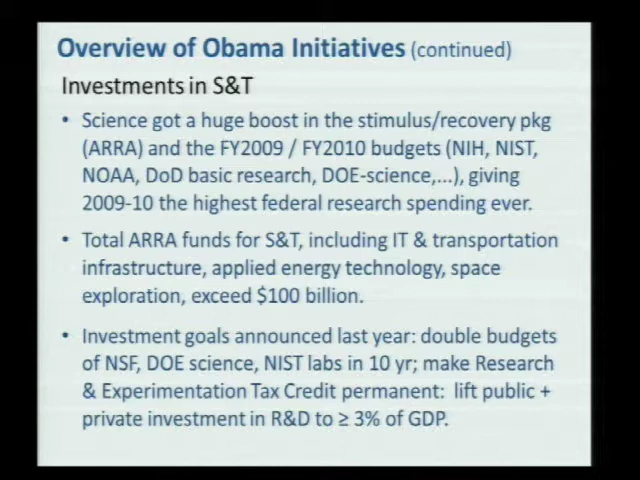 Overview of Obama Initiatives (continued)
Investments in S&T
• Science got a huge boost in the stimulus/recovery pkg
(ARRA) and the FY2009 / FY2010 budgets (NIH, NIST,
NOAA, DoD basic research, DOE-science,...), giving
2009-10 the highest federal research spending ever.
• Total ARRA funds for S&T, including IT & transportation
infrastructure, applied energy technology, space
exploration, exceed $100 billion.
• Investment goals announced last year: double budgets
of NSF, DOE science, NIST labs in 10 yr; make Research
& Experimentation Tax Credit permanent: lift public +
private investment in R&D to ≥ 3% of GDP.